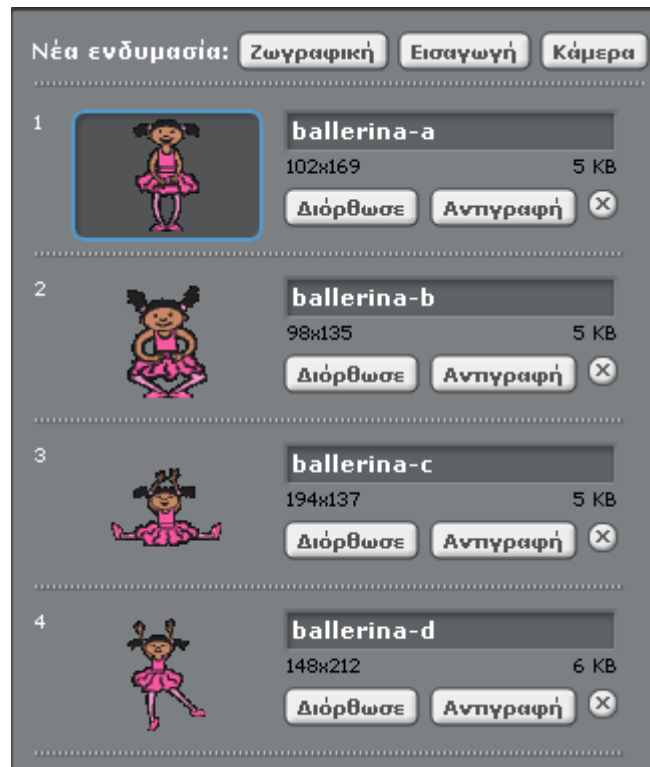 Νέα ενδυμασία: Ζωγραφική Εισαγωγή Κάμερα
1 ballerina-a
102x169 5 KB
Διόρθωσε Αντιγραφή
2 ballerina-b
98x135 5 KB
Διόρθωσε Αντιγραφή
3 ballerina-c
194x137 5 KB
Διόρθωσε Αντιγραφή
4 ballerina-d
148x212 6 KB
Διόρθωσε Αντιγραφή